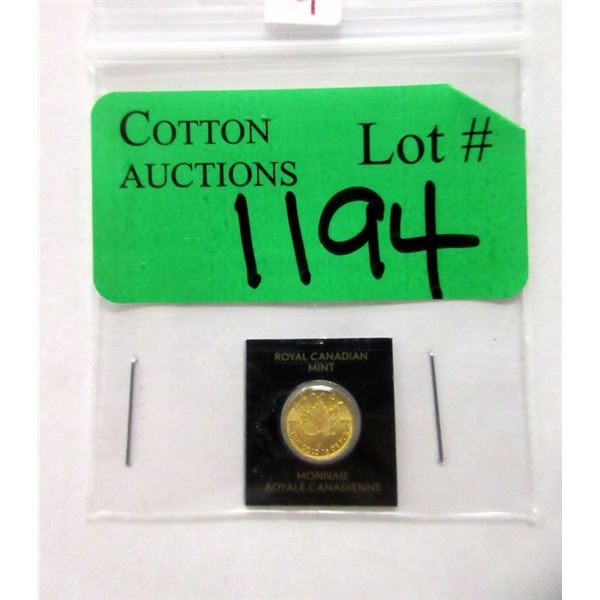 COTTON
AUCTIONS
Lot #
1194
ROYAL CANADIAN
MINT
MONNAIE
ROYALE CANADIENNE